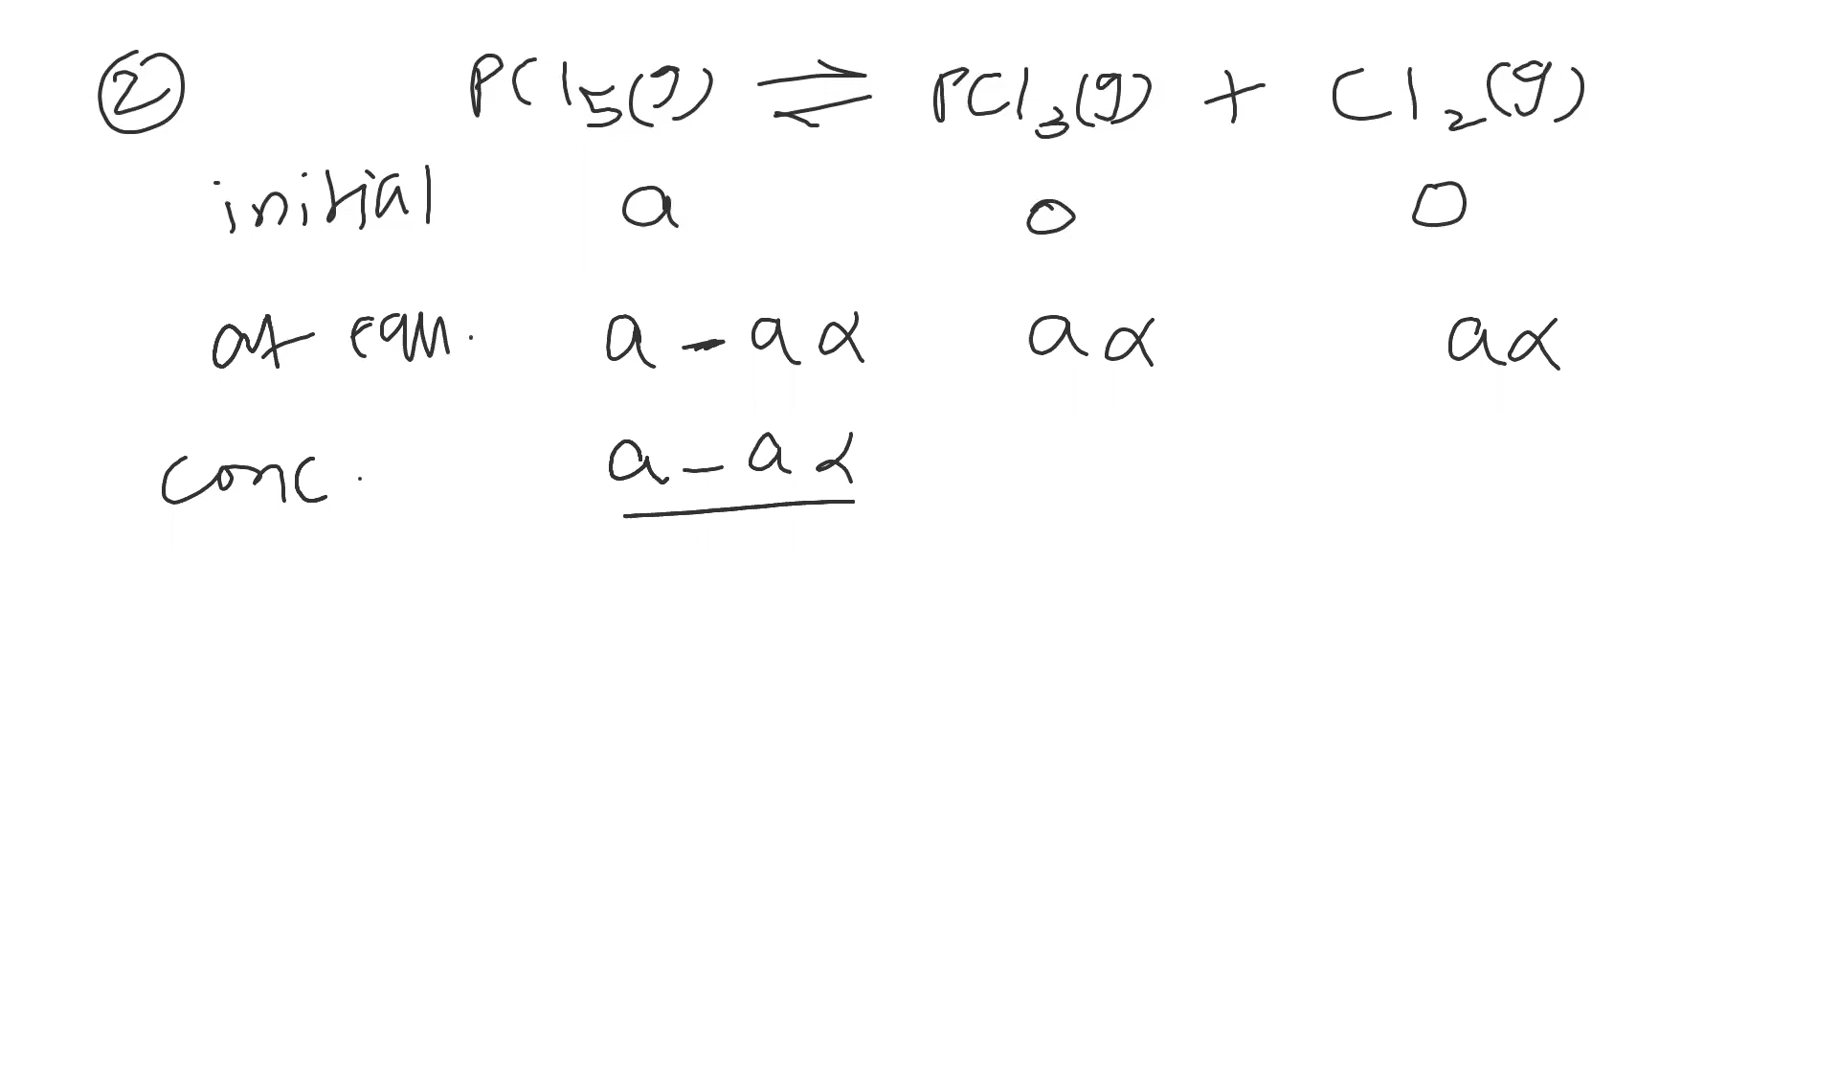 ② PCl₅(g) ⇌ PCl₃(g) + Cl₂(g)
initial a 0 0
at eqm. a - aα aα aα
conc. a - aα